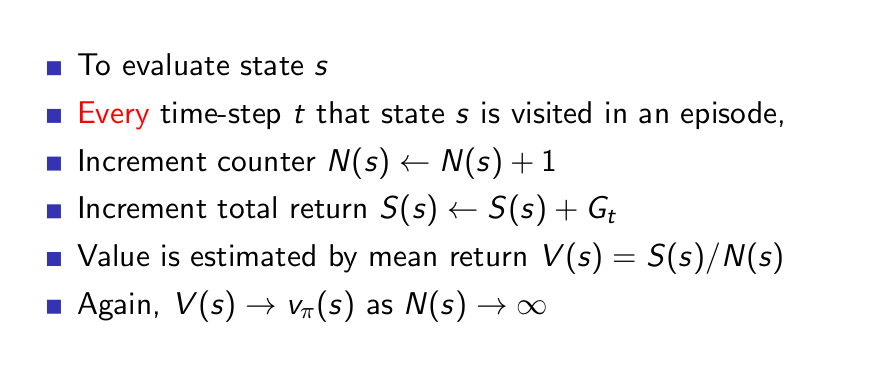 To evaluate state s
Every time-step t that state s is visited in an episode,
Increment counter N(s) ← N(s) + 1
Increment total return S(s) ← S(s) + Gₜ
Value is estimated by mean return V(s) = S(s)/N(s)
Again, V(s) → v_π(s) as N(s) → ∞